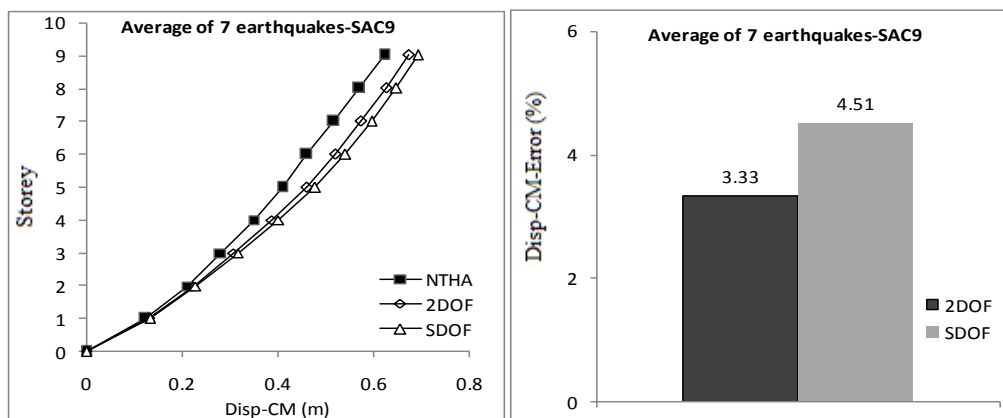 Average of 7 earthquakes-SAC9
10
9
8
7
6
5
4
3
2
1
0
Storey
NTHA
2DOF
SDOF
0
0.2
0.4
0.6
0.8
Disp-CM (m)
Average of 7 earthquakes-SAC9
6
4
2
0
Disp-CM-Error (%)
3.33
4.51
2DOF
SDOF